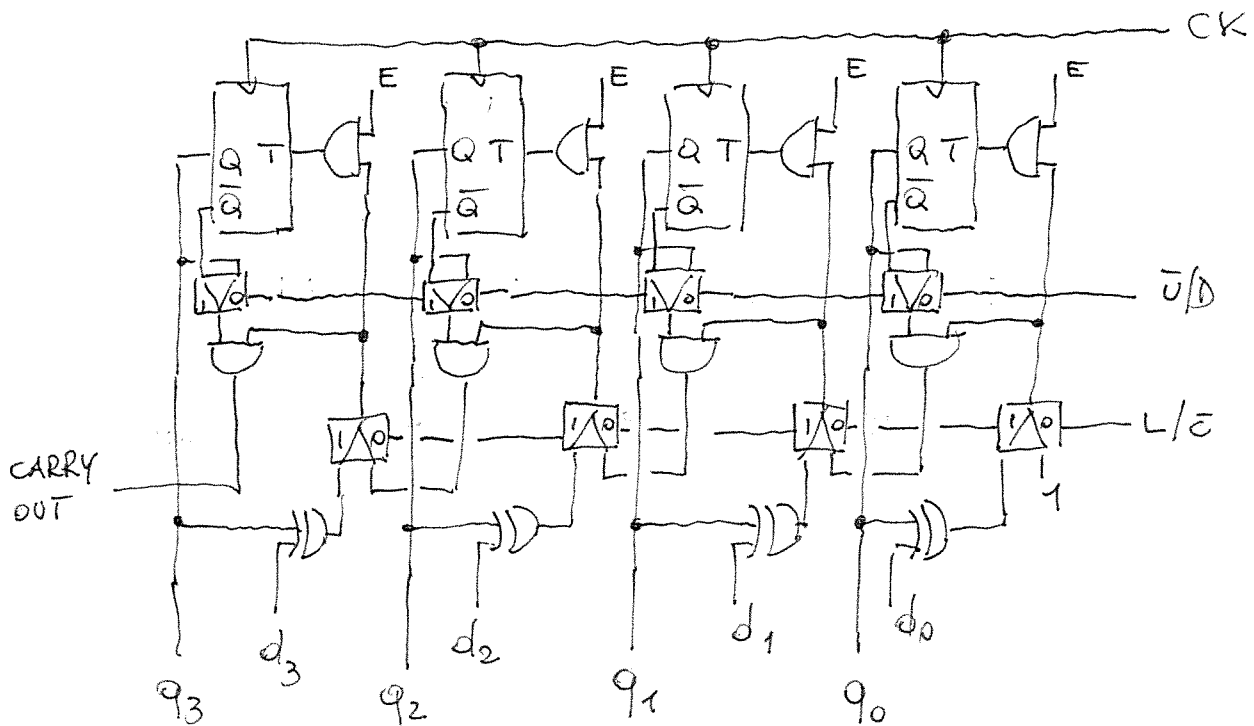 CK
E E E E
Q T Q T Q T Q T
Q̅ Q̅ Q̅ Q̅
1 0 1 0 1 0 1 0
U̅/D
1 0 1 0 1 0 1 0
L/C̅
1
CARRY
OUT
d3 d2 d1 d0
q3 q2 q1 q0